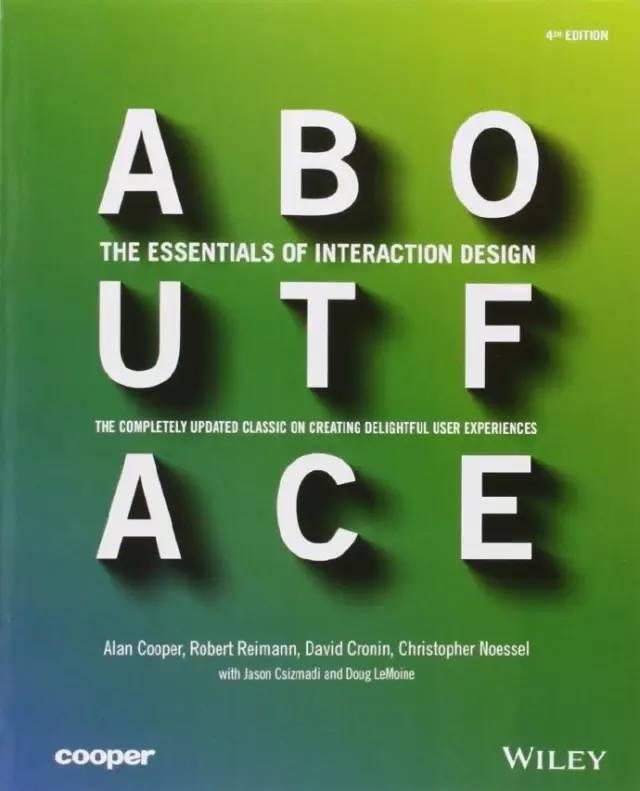 4TH EDITION
A B O
THE ESSENTIALS OF INTERACTION DESIGN
U T F
THE COMPLETELY UPDATED CLASSIC ON CREATING DELIGHTFUL USER EXPERIENCES
A C E
Alan Cooper, Robert Reimann, David Cronin, Christopher Noessel
with Jason Csizmadi and Doug LeMoine
cooper
WILEY